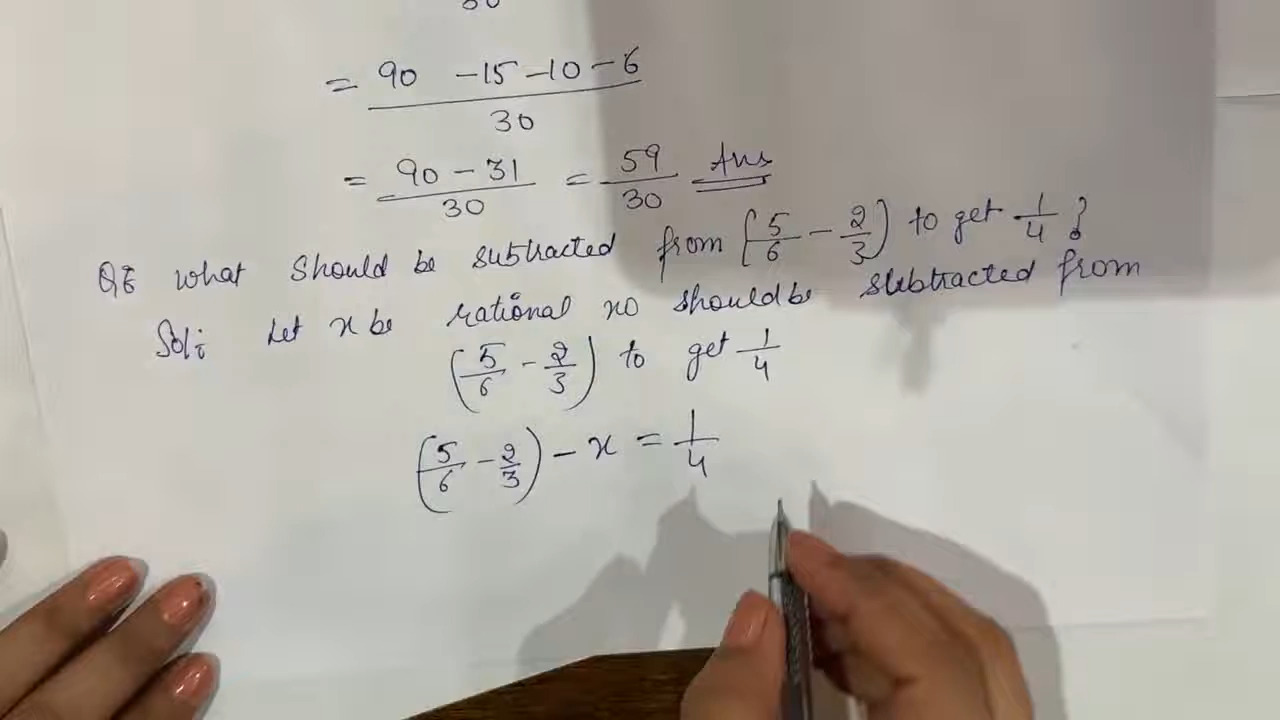 = 90 -15 -10 -6 / 30
= 90 - 31 / 30 = 59 / 30 Ans
Q: what should be subtracted from (5/6 - 2/3) to get 1/4 ?
Sol: Let x be rational no should be subtracted from
(5/6 - 2/3) to get 1/4
(5/6 - 2/3) - x = 1/4